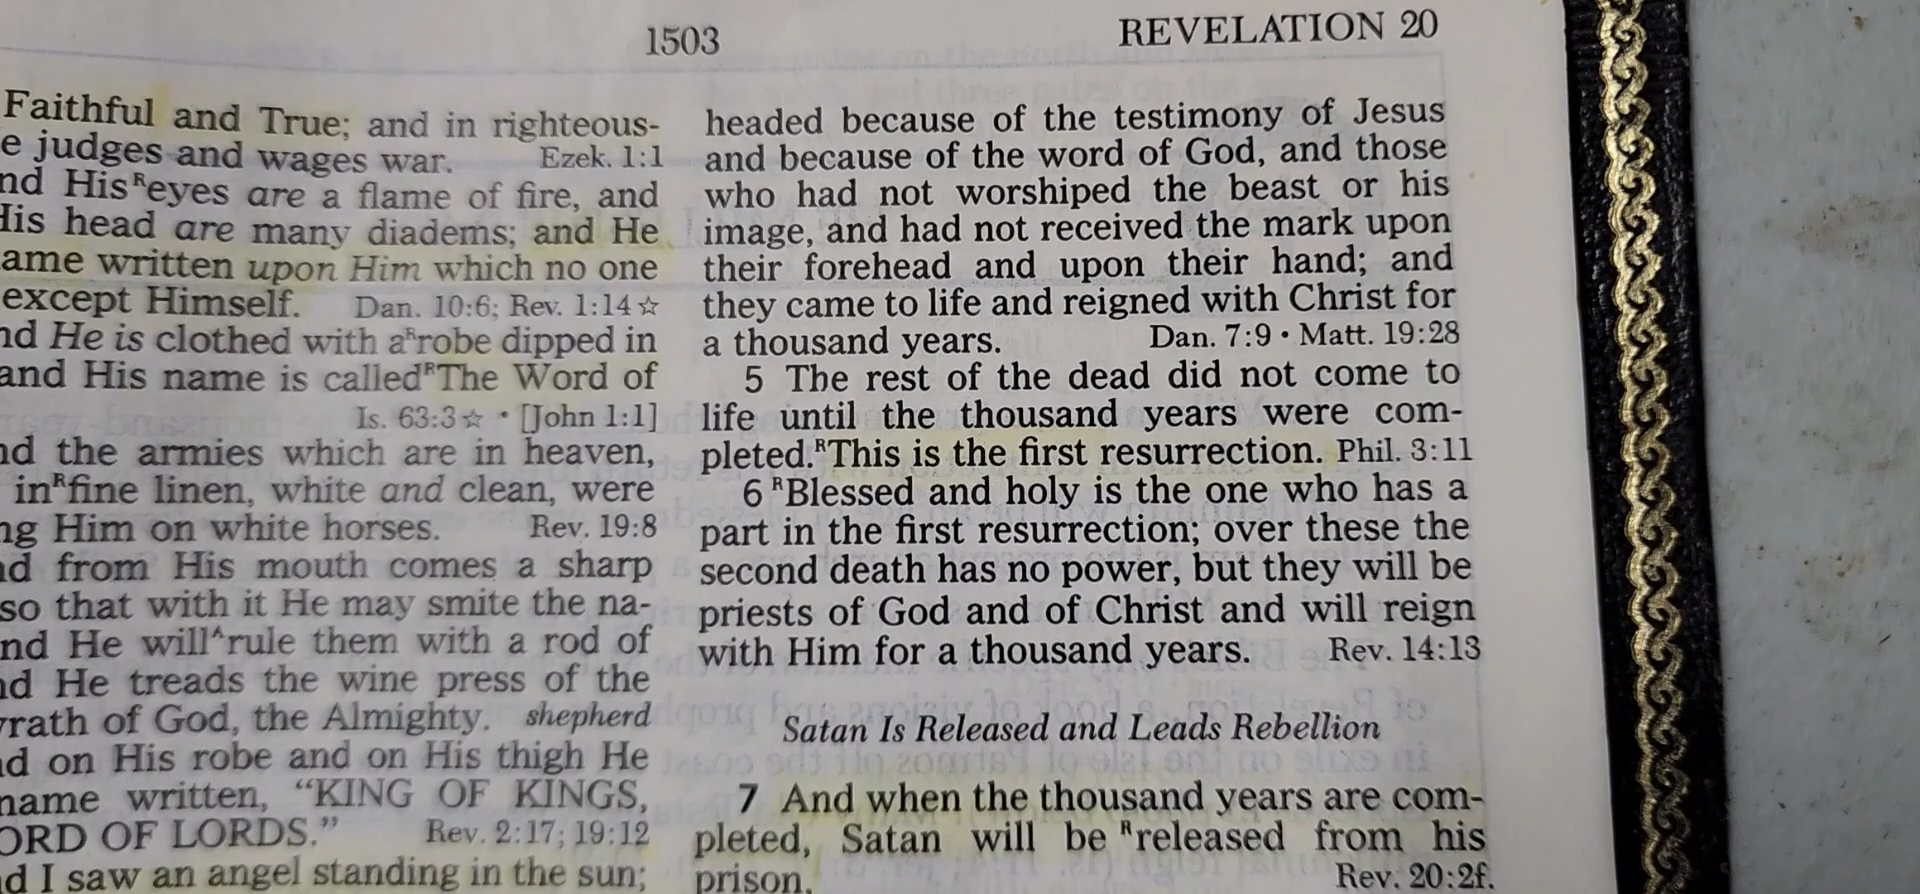 1503
REVELATION 20
Faithful and True; and in righteous-
e judges and wages war. Ezek. 1:1
nd His ᴿeyes are a flame of fire, and
His head are many diadems; and He
ame written upon Him which no one
except Himself. Dan. 10:6; Rev. 1:14☆
nd He is clothed with a ᴿrobe dipped in
and His name is called ᴿThe Word of
Is. 63:3☆ • [John 1:1]
nd the armies which are in heaven,
in ᴿfine linen, white and clean, were
ng Him on white horses. Rev. 19:8
nd from His mouth comes a sharp
so that with it He may smite the na-
nd He will ᴬrule them with a rod of
nd He treads the wine press of the
wrath of God, the Almighty. shepherd
nd on His robe and on His thigh He
name written, “KING OF KINGS,
ORD OF LORDS.” Rev. 2:17; 19:12
d I saw an angel standing in the sun;
headed because of the testimony of Jesus
and because of the word of God, and those
who had not worshiped the beast or his
image, and had not received the mark upon
their forehead and upon their hand; and
they came to life and reigned with Christ for
a thousand years. Dan. 7:9 • Matt. 19:28
5 The rest of the dead did not come to
life until the thousand years were com-
pleted. ᴿThis is the first resurrection. Phil. 3:11
6 ᴿBlessed and holy is the one who has a
part in the first resurrection; over these the
second death has no power, but they will be
priests of God and of Christ and will reign
with Him for a thousand years. Rev. 14:13
Satan Is Released and Leads Rebellion
7 And when the thousand years are com-
pleted, Satan will be ᴿreleased from his
prison, Rev. 20:2f.